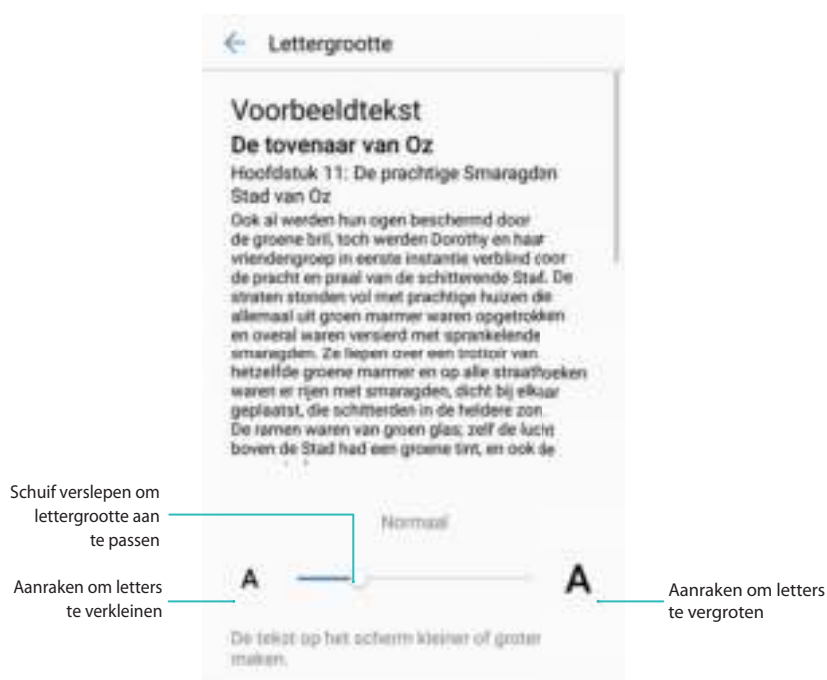 Lettergrootte
Voorbeeldtekst
De tovenaar van Oz
Hoofdstuk 11: De prachtige Smaragden
Stad van Oz
Ook al werden hun ogen beschermd door
de groene bril, toch werden Dorothy en haar
vriendengroep in eerste instantie verblind door
de pracht en praal van de schitterende Stad. De
straten stonden vol met prachtige huizen die
allemaal uit groen marmer waren opgetrokken
en overal waren versierd met sprankelende
smaragden. Ze liepen over een trottoir van
hetzelfde groene marmer en op alle straathoeken
waren er rijen met smaragden, dicht bij elkaar
geplaatst, die schitterden in de heldere zon.
De ramen waren van groen glas; zelf de lucht
boven de Stad had een groene tint, en ook de
Schuif verslepen om
lettergrootte aan
te passen
Normaal
Aanraken om letters
te verkleinen
A
A
Aanraken om letters
te vergroten
De tekst op het scherm kleiner of groter
maken.